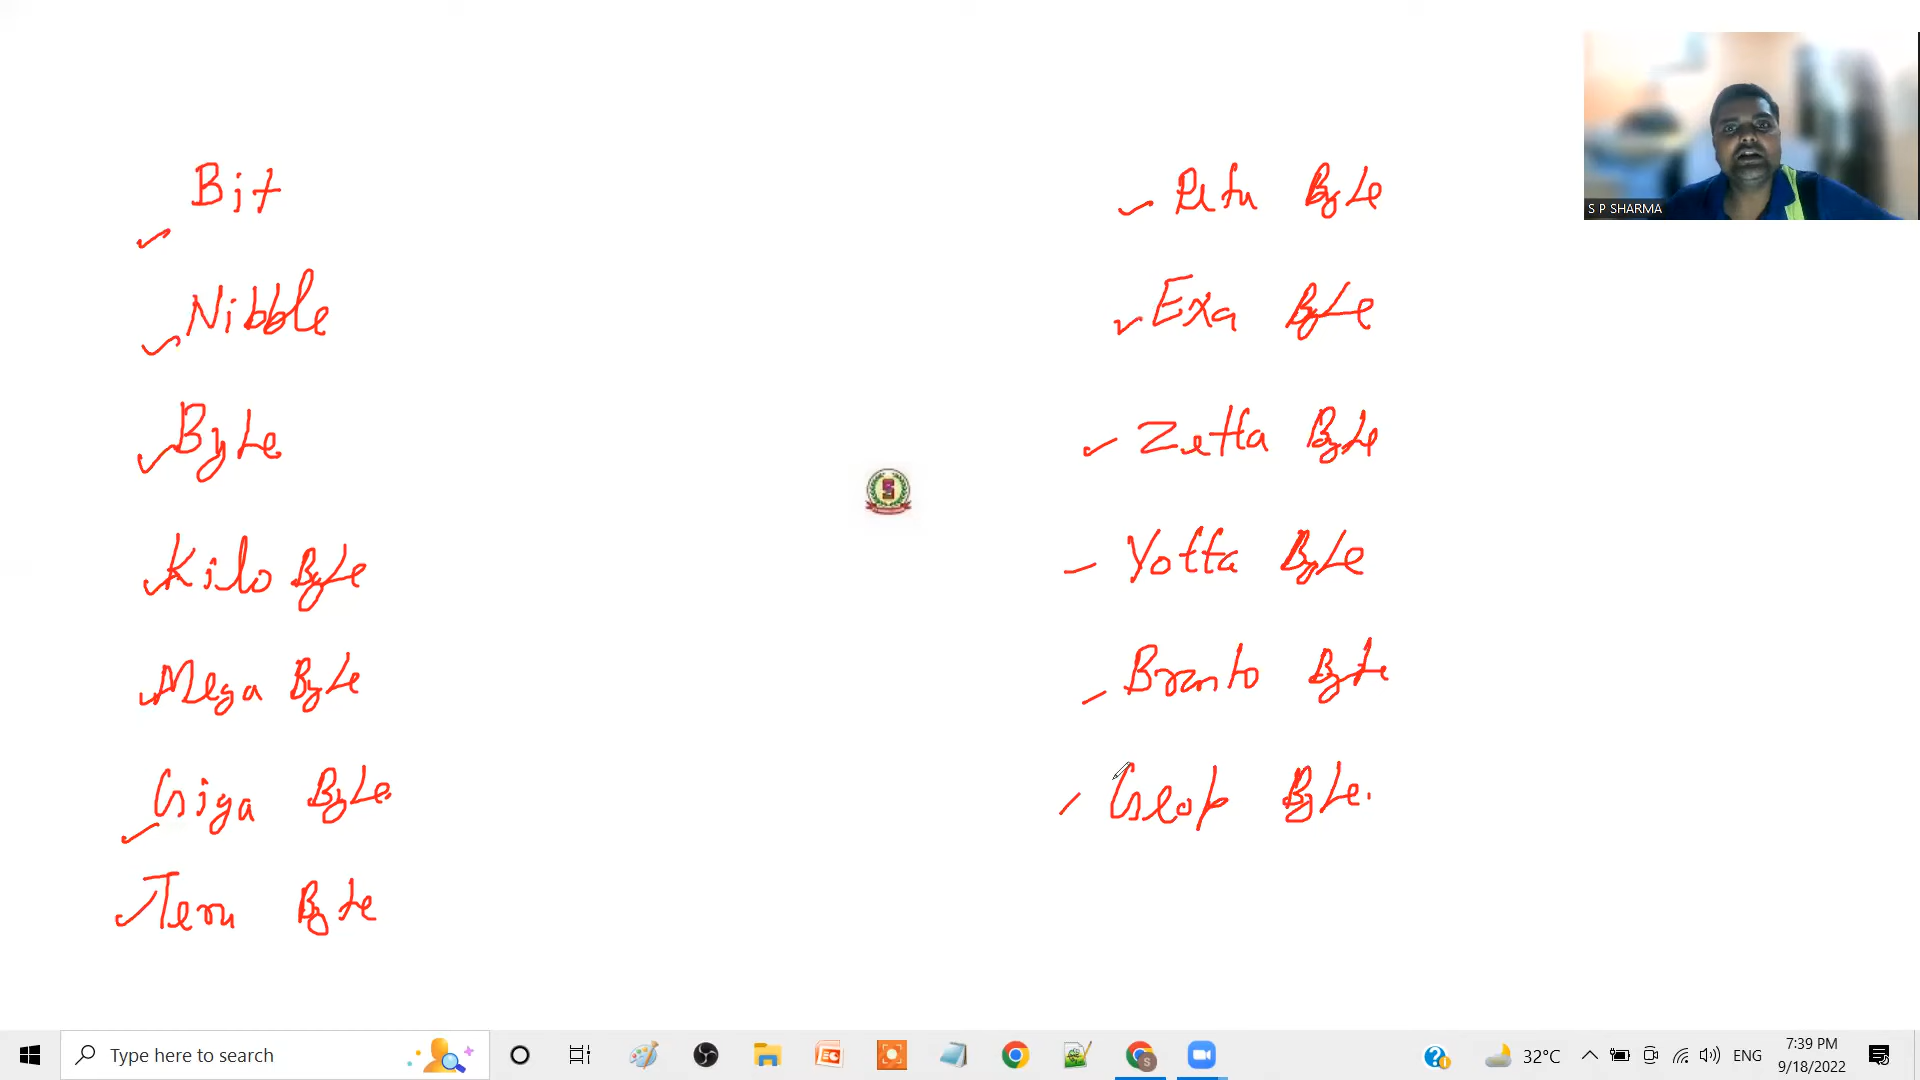 Bit
Nibble
Byte
Kilo Byte
Mega Byte
Giga Byte
Tera Byte
Peta Byte
Exa Byte
Zetta Byte
Yotta Byte
Bronto Byte
Geop Byte.
S P SHARMA
Type here to search
32°C
ENG
7:39 PM
9/18/2022